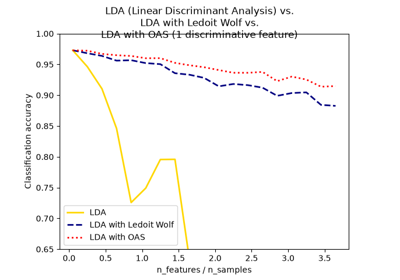 LDA (Linear Discriminant Analysis) vs.
LDA with Ledoit Wolf vs.
LDA with OAS (1 discriminative feature)
1.00
0.95
0.90
0.85
0.80
0.75
0.70
0.65
Classification accuracy
LDA
LDA with Ledoit Wolf
LDA with OAS
0.0 0.5 1.0 1.5 2.0 2.5 3.0 3.5
n_features / n_samples